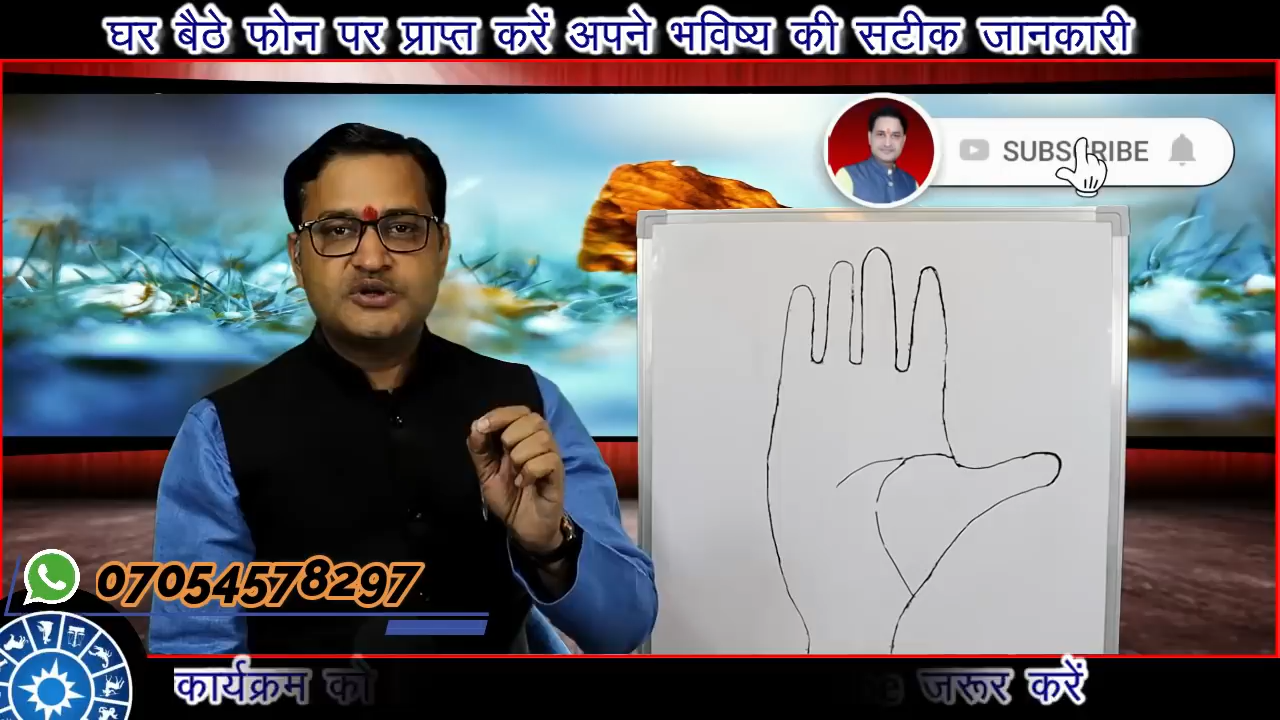 घर बैठे फोन पर प्राप्त करें अपने भविष्य की सटीक जानकारी
SUBSCRIBE
07054578297
कार्यक्रम को जरूर करें